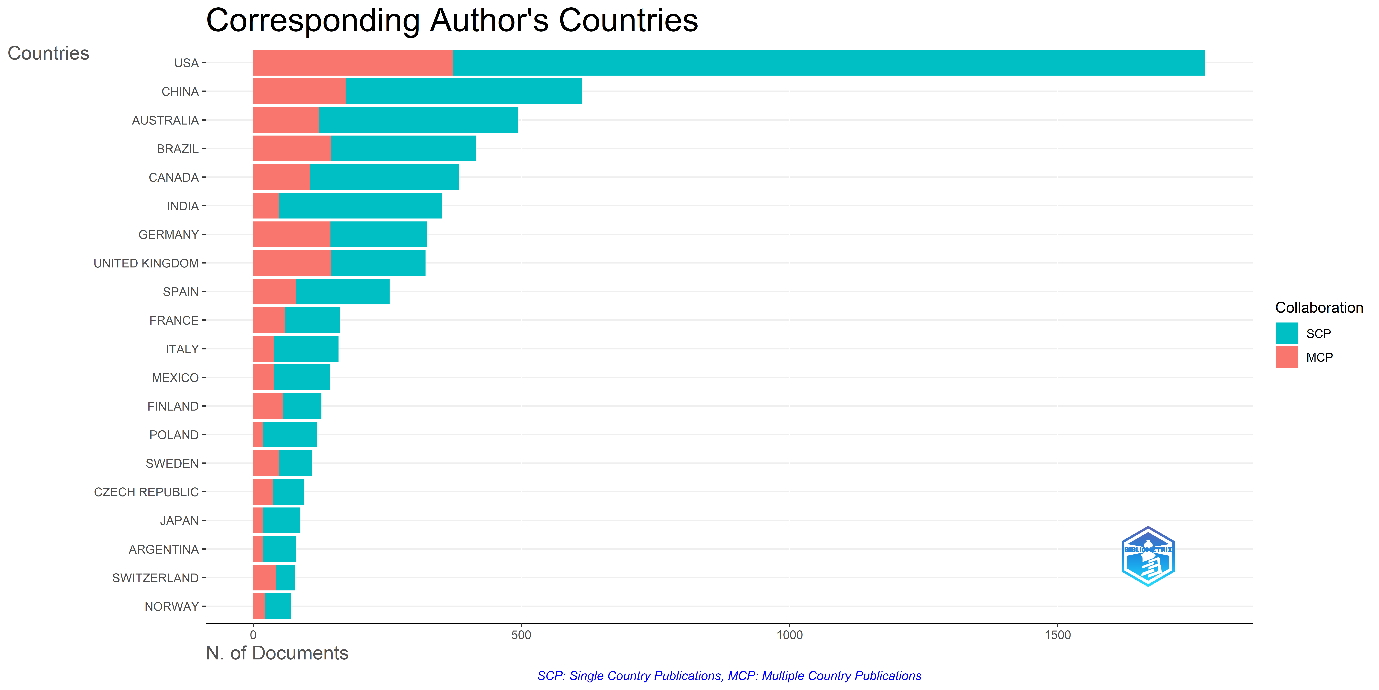 Corresponding Author's Countries
Countries
USA
CHINA
AUSTRALIA
BRAZIL
CANADA
INDIA
GERMANY
UNITED KINGDOM
SPAIN
FRANCE
ITALY
MEXICO
FINLAND
POLAND
SWEDEN
CZECH REPUBLIC
JAPAN
ARGENTINA
SWITZERLAND
NORWAY
0 500 1000 1500
N. of Documents
SCP: Single Country Publications, MCP: Multiple Country Publications
Collaboration
SCP
MCP
BIBLIOMETRIX